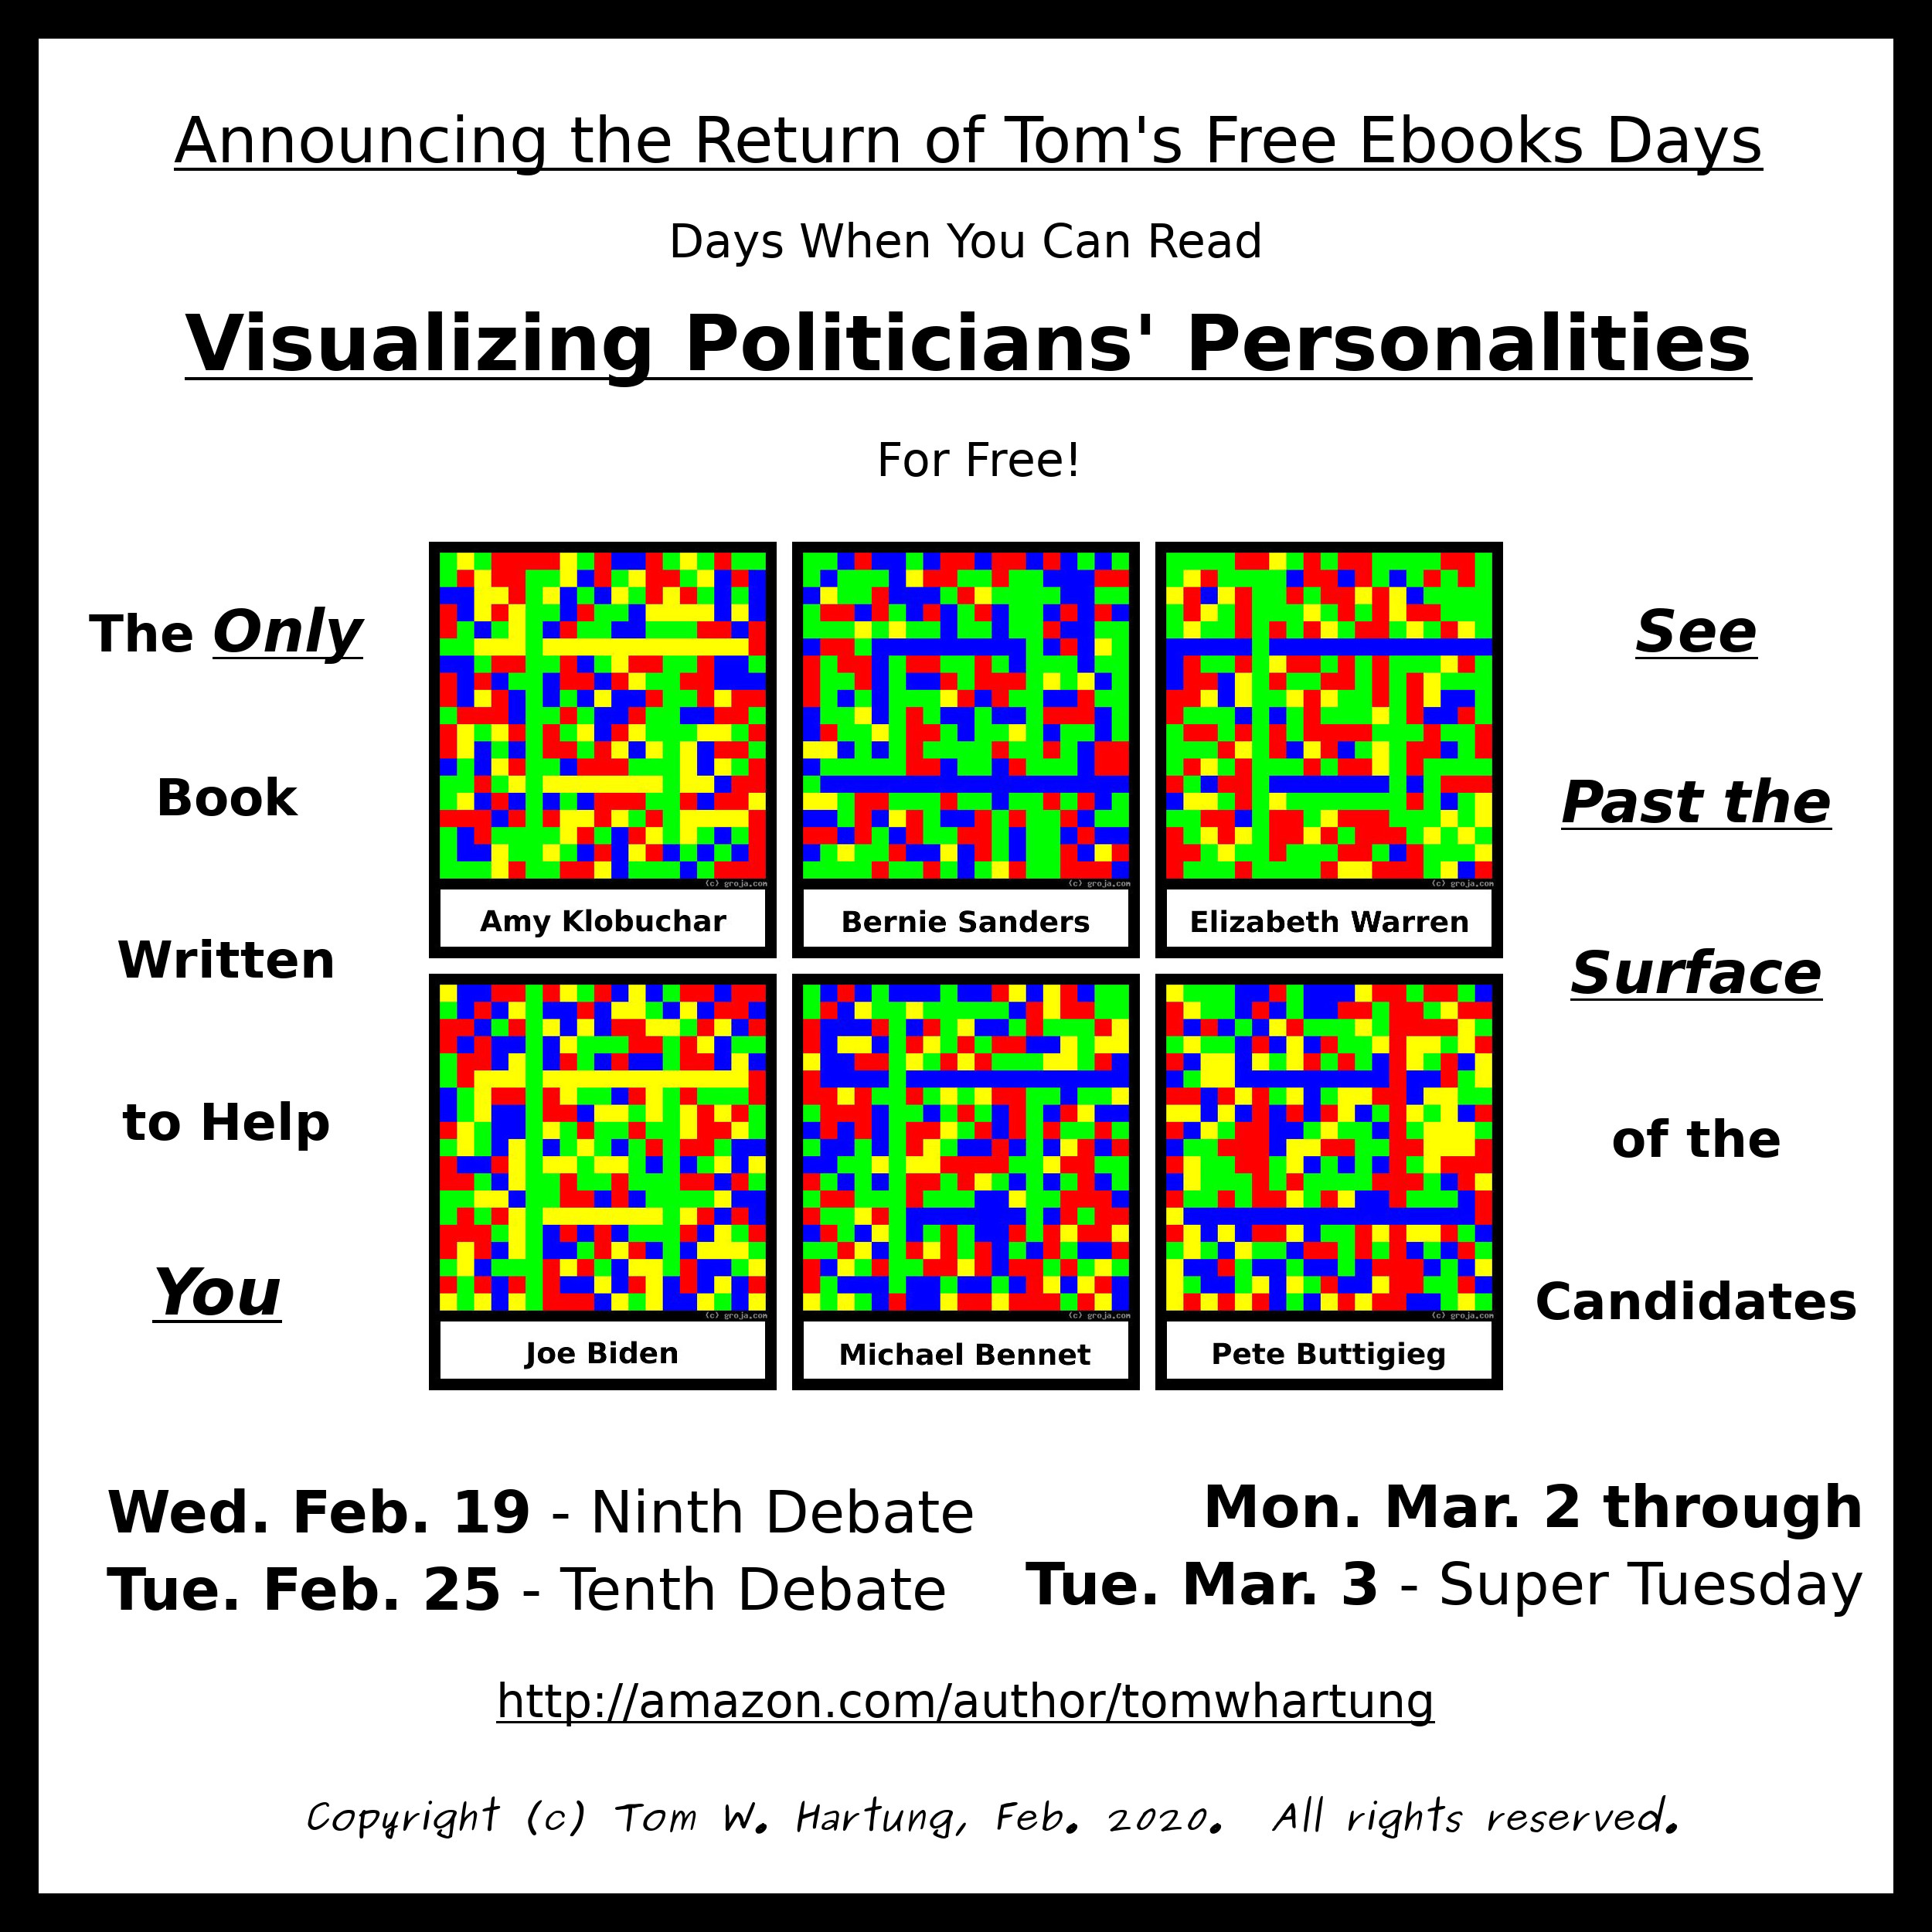 Announcing the Return of Tom's Free Ebooks Days
Days When You Can Read
Visualizing Politicians' Personalities
For Free!
The Only
Book
Written
to Help
You
(c) groja.com
Amy Klobuchar
(c) groja.com
Bernie Sanders
(c) groja.com
Elizabeth Warren
(c) groja.com
Joe Biden
(c) groja.com
Michael Bennet
(c) groja.com
Pete Buttigieg
See
Past the
Surface
of the
Candidates
Wed. Feb. 19 - Ninth Debate
Tue. Feb. 25 - Tenth Debate
Mon. Mar. 2 through
Tue. Mar. 3 - Super Tuesday
http://amazon.com/author/tomwhartung
Copyright (c) Tom W. Hartung, Feb. 2020. All rights reserved.